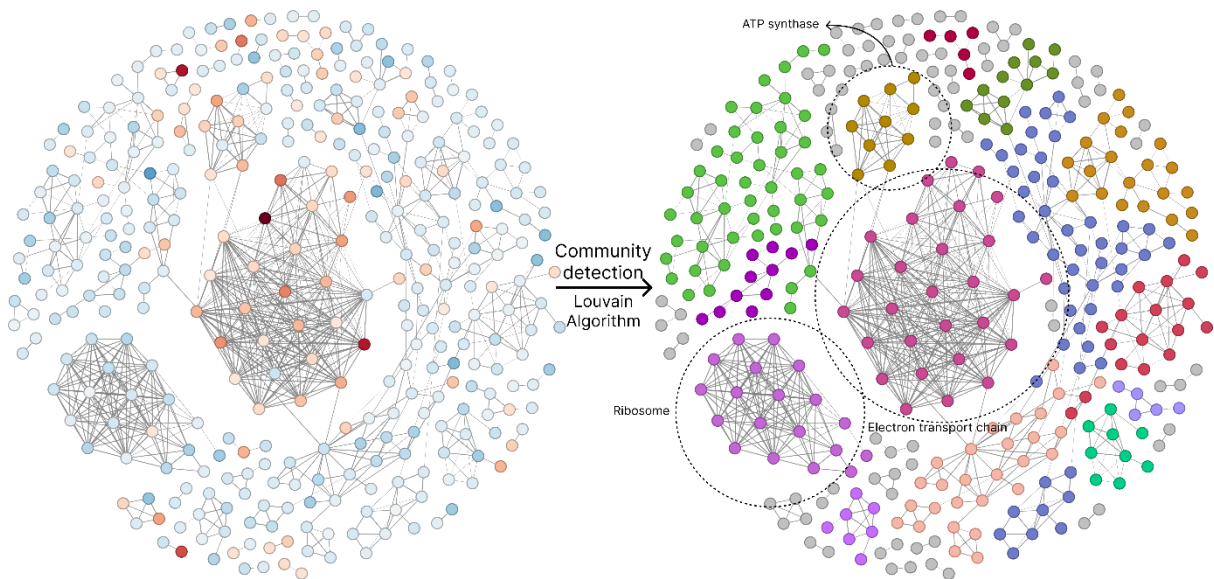 ATP synthase
Community
detection
Louvain
Algorithm
Ribosome
Electron transport chain